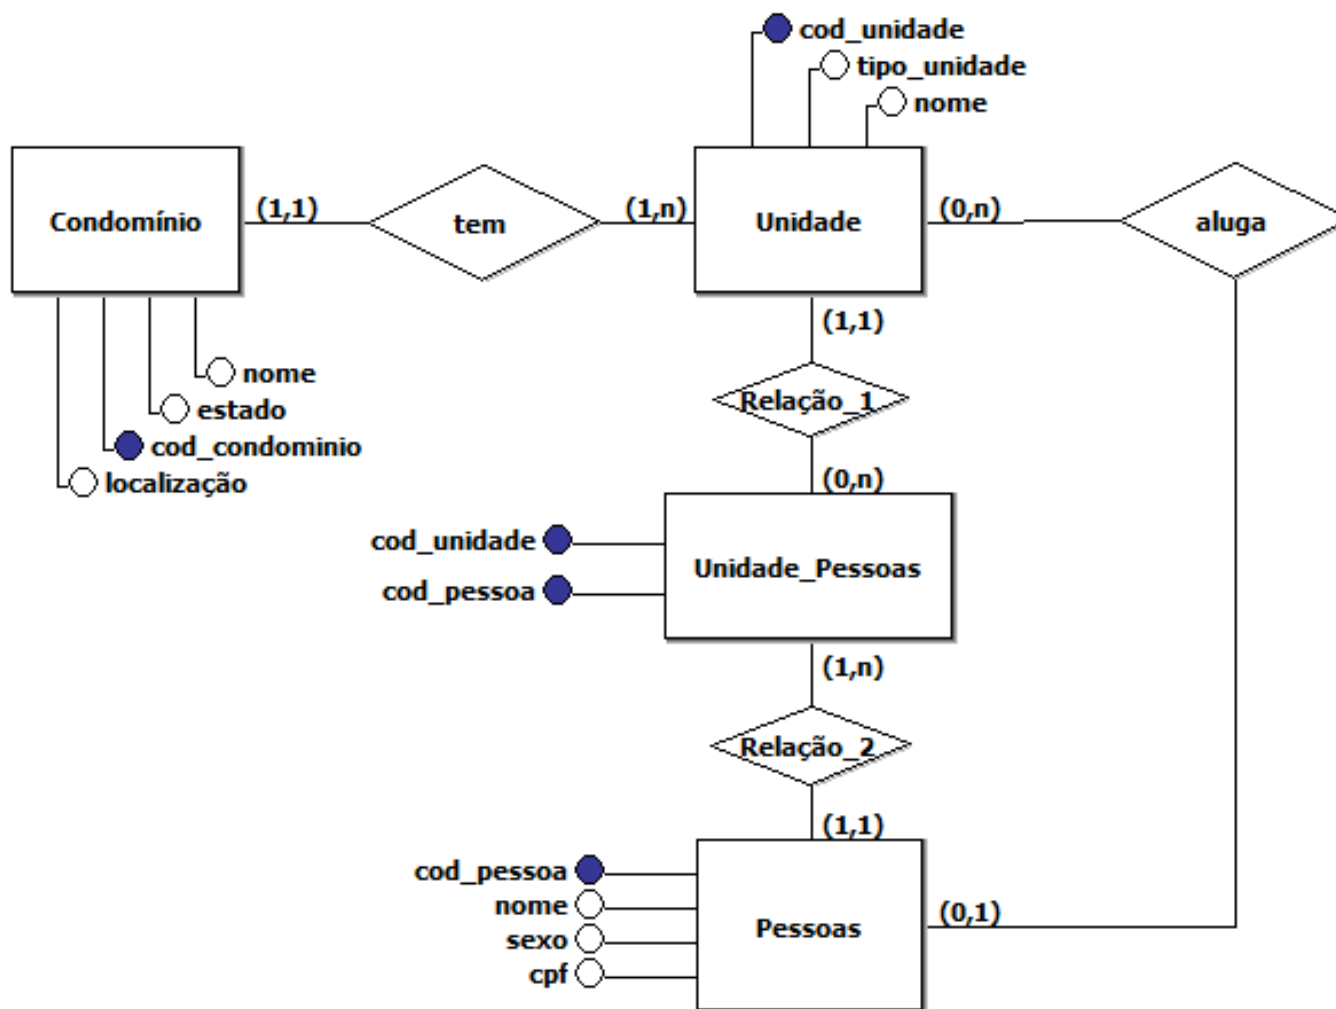 cod_unidade
tipo_unidade
nome
Condomínio
(1,1)
tem
(1,n)
Unidade
(0,n)
aluga
(1,1)
nome
estado
cod_condominio
localização
Relação_1
(0,n)
cod_unidade
cod_pessoa
Unidade_Pessoas
(1,n)
Relação_2
(1,1)
cod_pessoa
nome
sexo
cpf
Pessoas
(0,1)